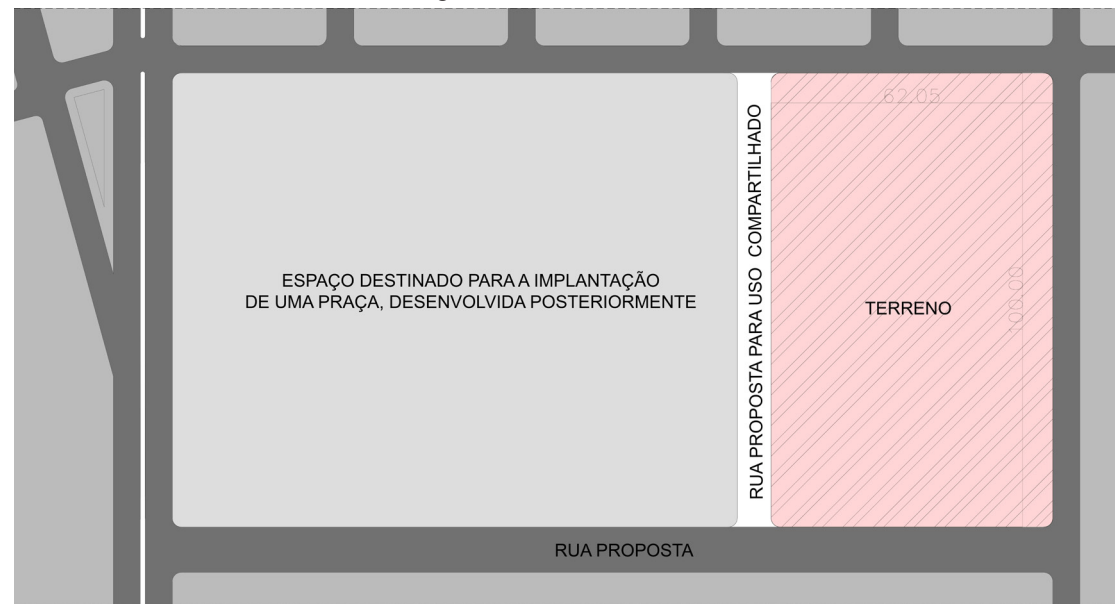 62.05
RUA PROPOSTA PARA USO COMPARTILHADO
ESPAÇO DESTINADO PARA A IMPLANTAÇÃO
DE UMA PRAÇA, DESENVOLVIDA POSTERIORMENTE
TERRENO
100.00
RUA PROPOSTA